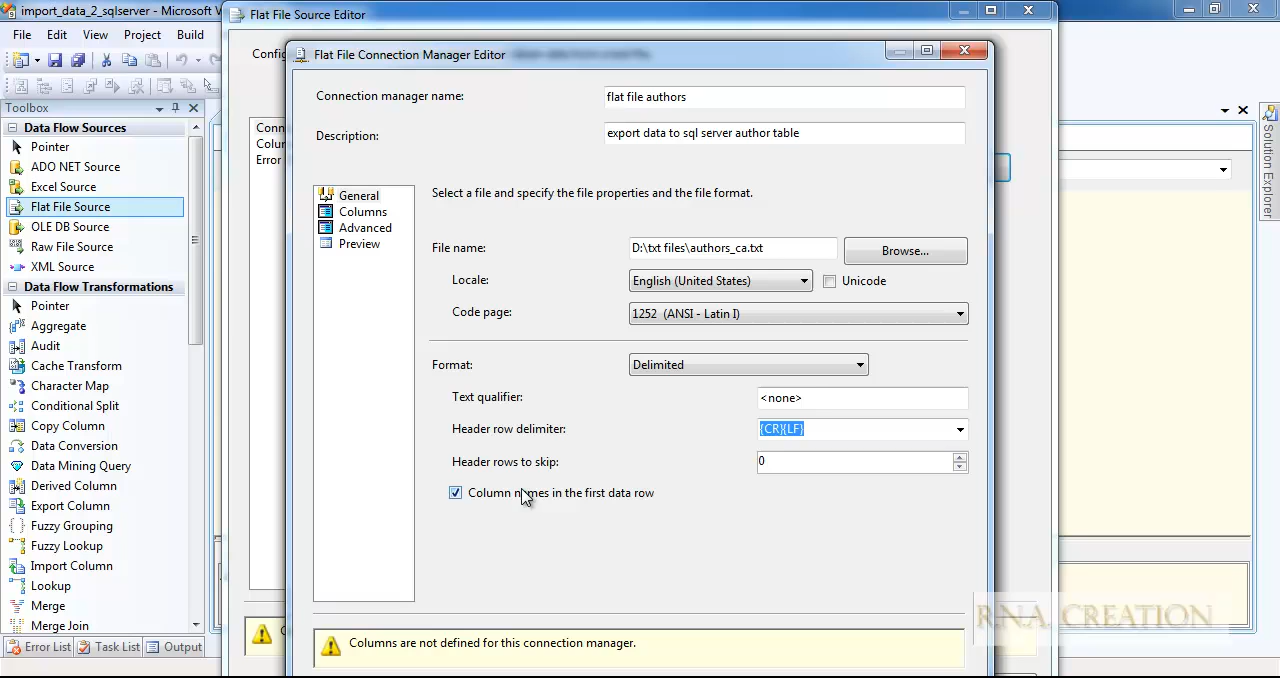 import_data_2_sqlserver - Microsoft V
Flat File Source Editor
File Edit View Project Build
Config
Flat File Connection Manager Editor
Toolbox
Data Flow Sources
Pointer
ADO NET Source
Excel Source
Flat File Source
OLE DB Source
Raw File Source
XML Source
Data Flow Transformations
Pointer
Aggregate
Audit
Cache Transform
Character Map
Conditional Split
Copy Column
Data Conversion
Data Mining Query
Derived Column
Export Column
Fuzzy Grouping
Fuzzy Lookup
Import Column
Lookup
Merge
Merge Join
Error List Task List Output
Conn
Colur
Error
Connection manager name: flat file authors
Description: export data to sql server author table
General
Columns
Advanced
Preview
Select a file and specify the file properties and the file format.
File name: D:\txt files\authors_ca.txt Browse...
Locale: English (United States) Unicode
Code page: 1252 (ANSI - Latin I)
Format: Delimited
Text qualifier: <none>
Header row delimiter: {CR}{LF}
Header rows to skip: 0
Column names in the first data row
Columns are not defined for this connection manager.
Solution Explorer
R.N.A. CREATION